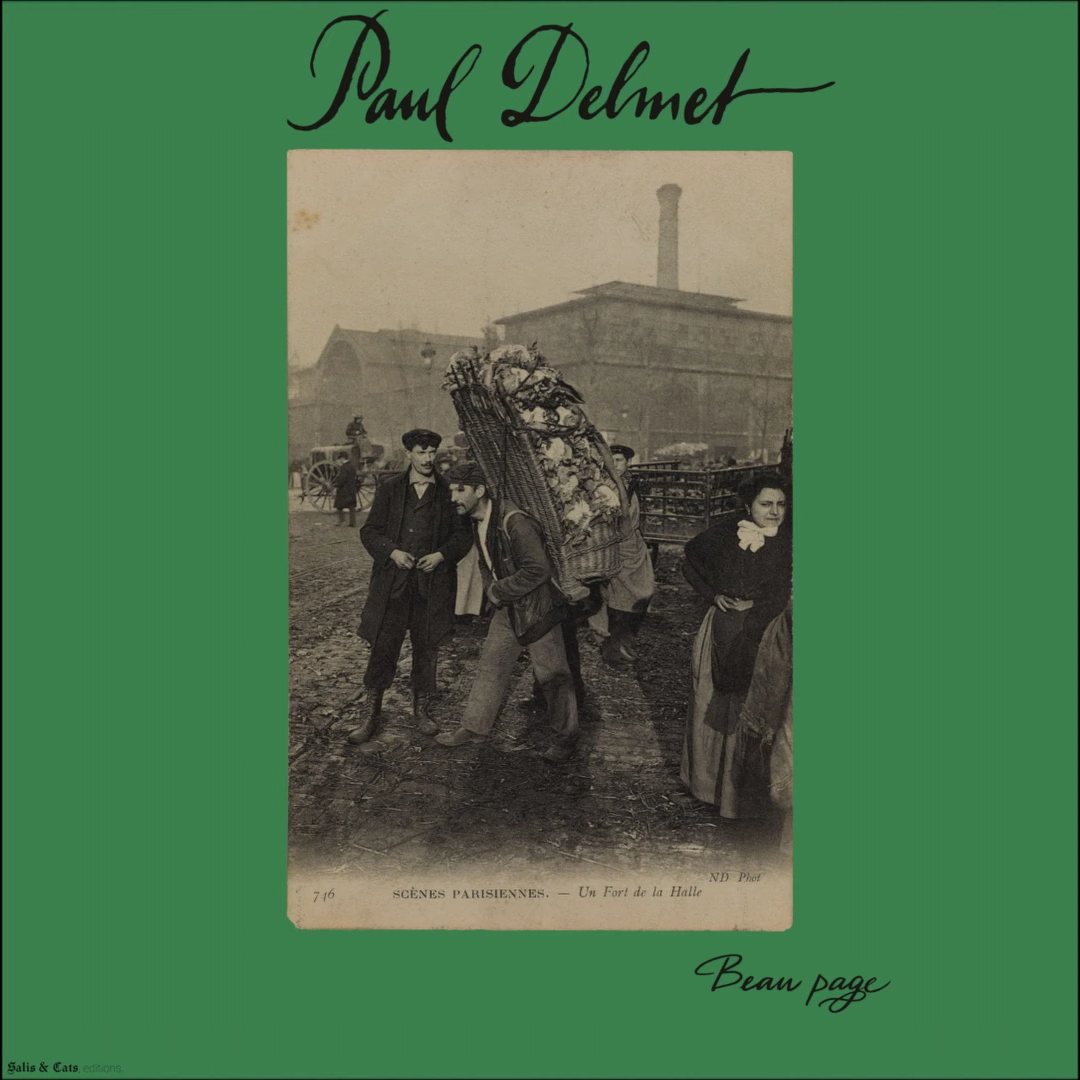 Paul Delmet
ND Phot
746 SCÈNES PARISIENNES. — Un Fort de la Halle
Beau page
Salis & Cats, editions.